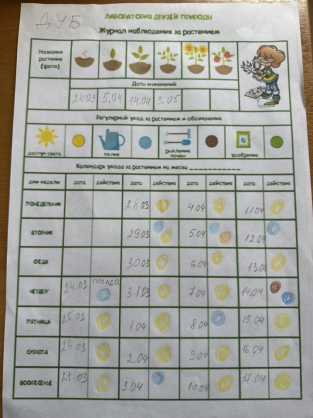 ДУБ
ЛАБОРАТОРИЯ ДРУЗЕЙ ПРИРОДЫ
Журнал наблюдения за растением
Название растения (фото)
Даты изменений:
24.03 5.04 14.04 3.05
Регулярный уход за растением и обозначения
доступ света полив рыхление почвы удобрение
Календарь ухода за растением на месяц
дни недели дата действие дата действие дата действие дата действие
ПОНЕДЕЛЬНИК 28.03 4.04 11.04
ВТОРНИК 29.03 5.04 12.04
СРЕДА 30.03 6.04 13.04
ЧЕТВЕРГ 24.03 31.03 7.04 14.04
ПЯТНИЦА 25.03 1.04 8.04 15.04
СУББОТА 26.03 2.04 9.04 16.04
ВОСКРЕСЕНЬЕ 27.03 3.04 10.04 17.04